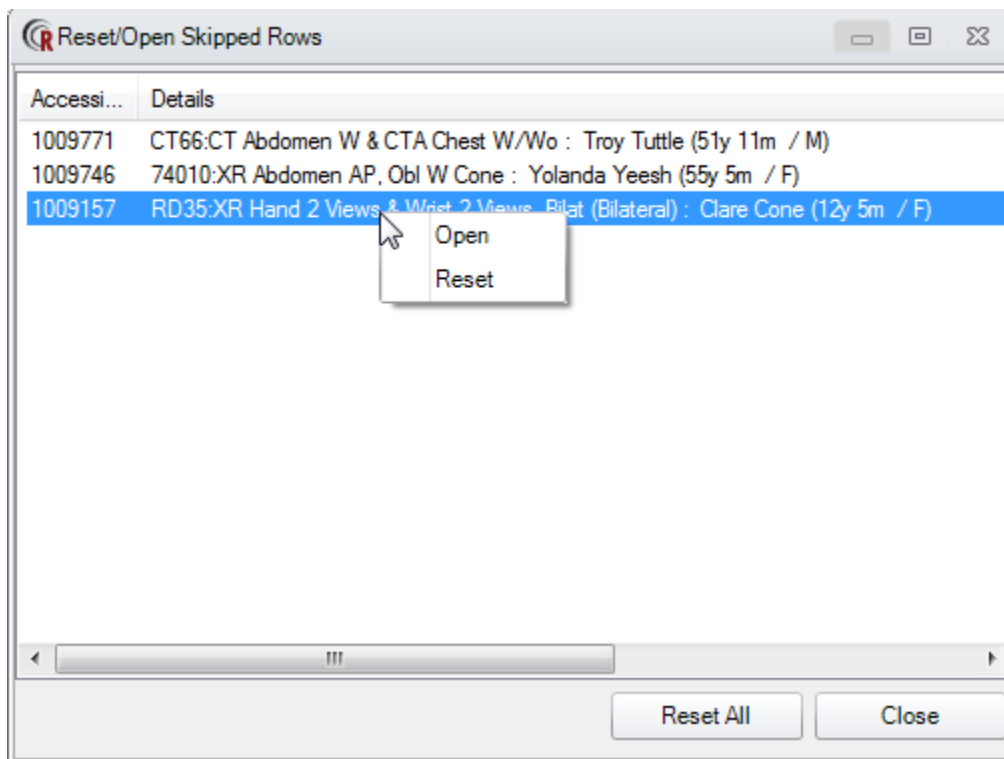 Reset/Open Skipped Rows
Accessi... Details
1009771 CT66:CT Abdomen W & CTA Chest W/Wo : Troy Tuttle (51y 11m / M)
1009746 74010:XR Abdomen AP, Obl W Cone : Yolanda Yeesh (55y 5m / F)
1009157 RD35:XR Hand 2 Views & Wrist 2 Views, Bilat (Bilateral) : Clare Cone (12y 5m / F)
Open
Reset
Reset All Close